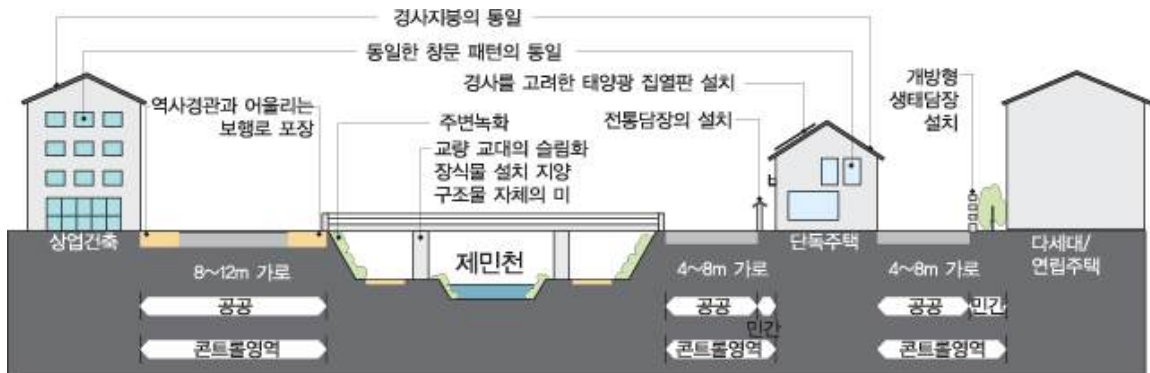 경사지붕의 통일
동일한 창문 패턴의 통일
경사를 고려한 태양광 집열판 설치
개방형
생태담장
설치
역사경관과 어울리는
보행로 포장
주변녹화
전통담장의 설치
교량 교대의 슬림화
장식물 설치 지양
구조물 자체의 미
상업건축
제민천
단독주택
다세대/
연립주택
8~12m 가로
4~8m 가로
4~8m 가로
공공
공공
민간
공공
민간
콘트롤영역
콘트롤영역
콘트롤영역